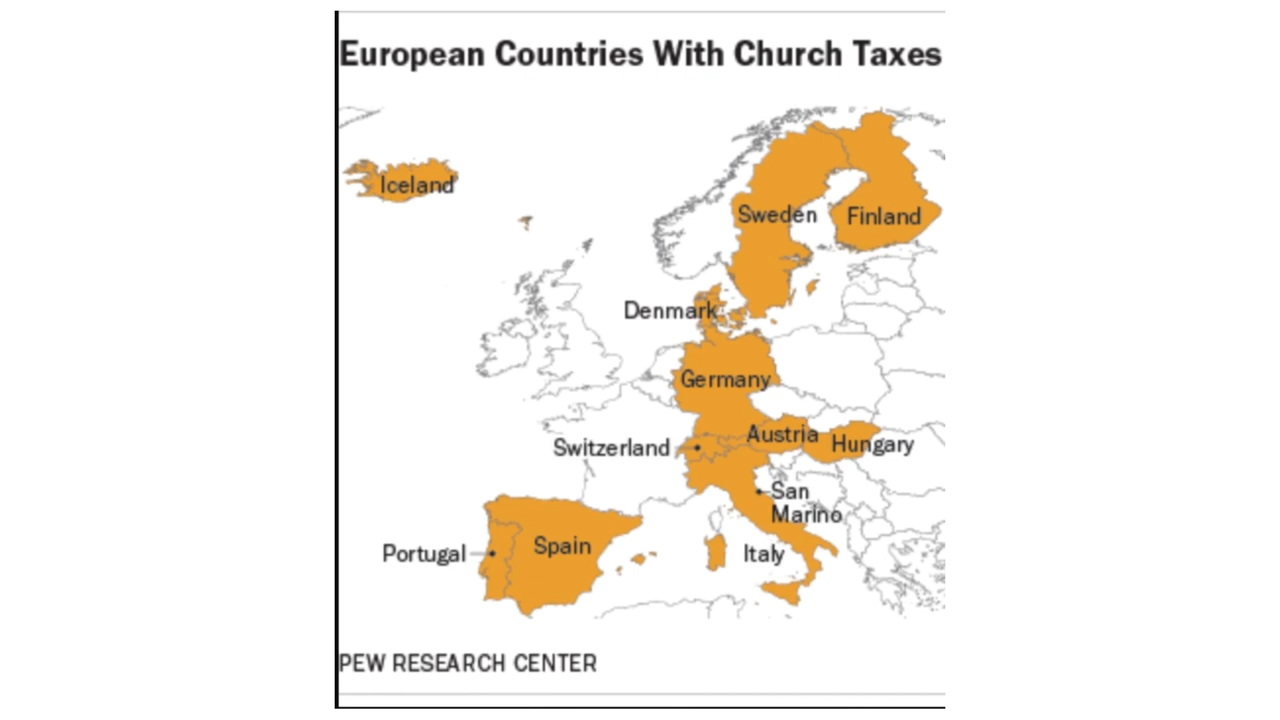 European Countries With Church Taxes
Iceland
Sweden
Finland
Denmark
Germany
Austria
Hungary
Switzerland
San
Marino
Portugal
Spain
Italy
PEW RESEARCH CENTER